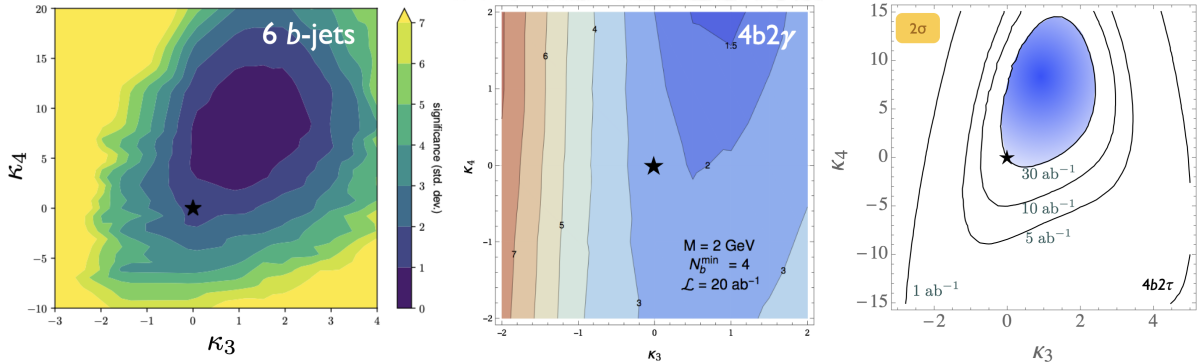 6 b-jets
κ4
20
15
10
5
0
−5
−10
−3
−2
−1
0
1
2
3
4
κ3
7
6
5
4
3
2
1
0
significance (std. dev.)
4b2γ
κ4
2
1
0
-1
-2
-2
-1
0
1
2
κ3
6
4
1.5
2
5
7
3
3
M = 2 GeV
N_b^min = 4
ℒ = 20 ab⁻¹
2σ
κ4
15
10
5
0
−5
−10
−15
−2
0
2
4
κ3
30 ab⁻¹
10 ab⁻¹
5 ab⁻¹
1 ab⁻¹
4b2τ